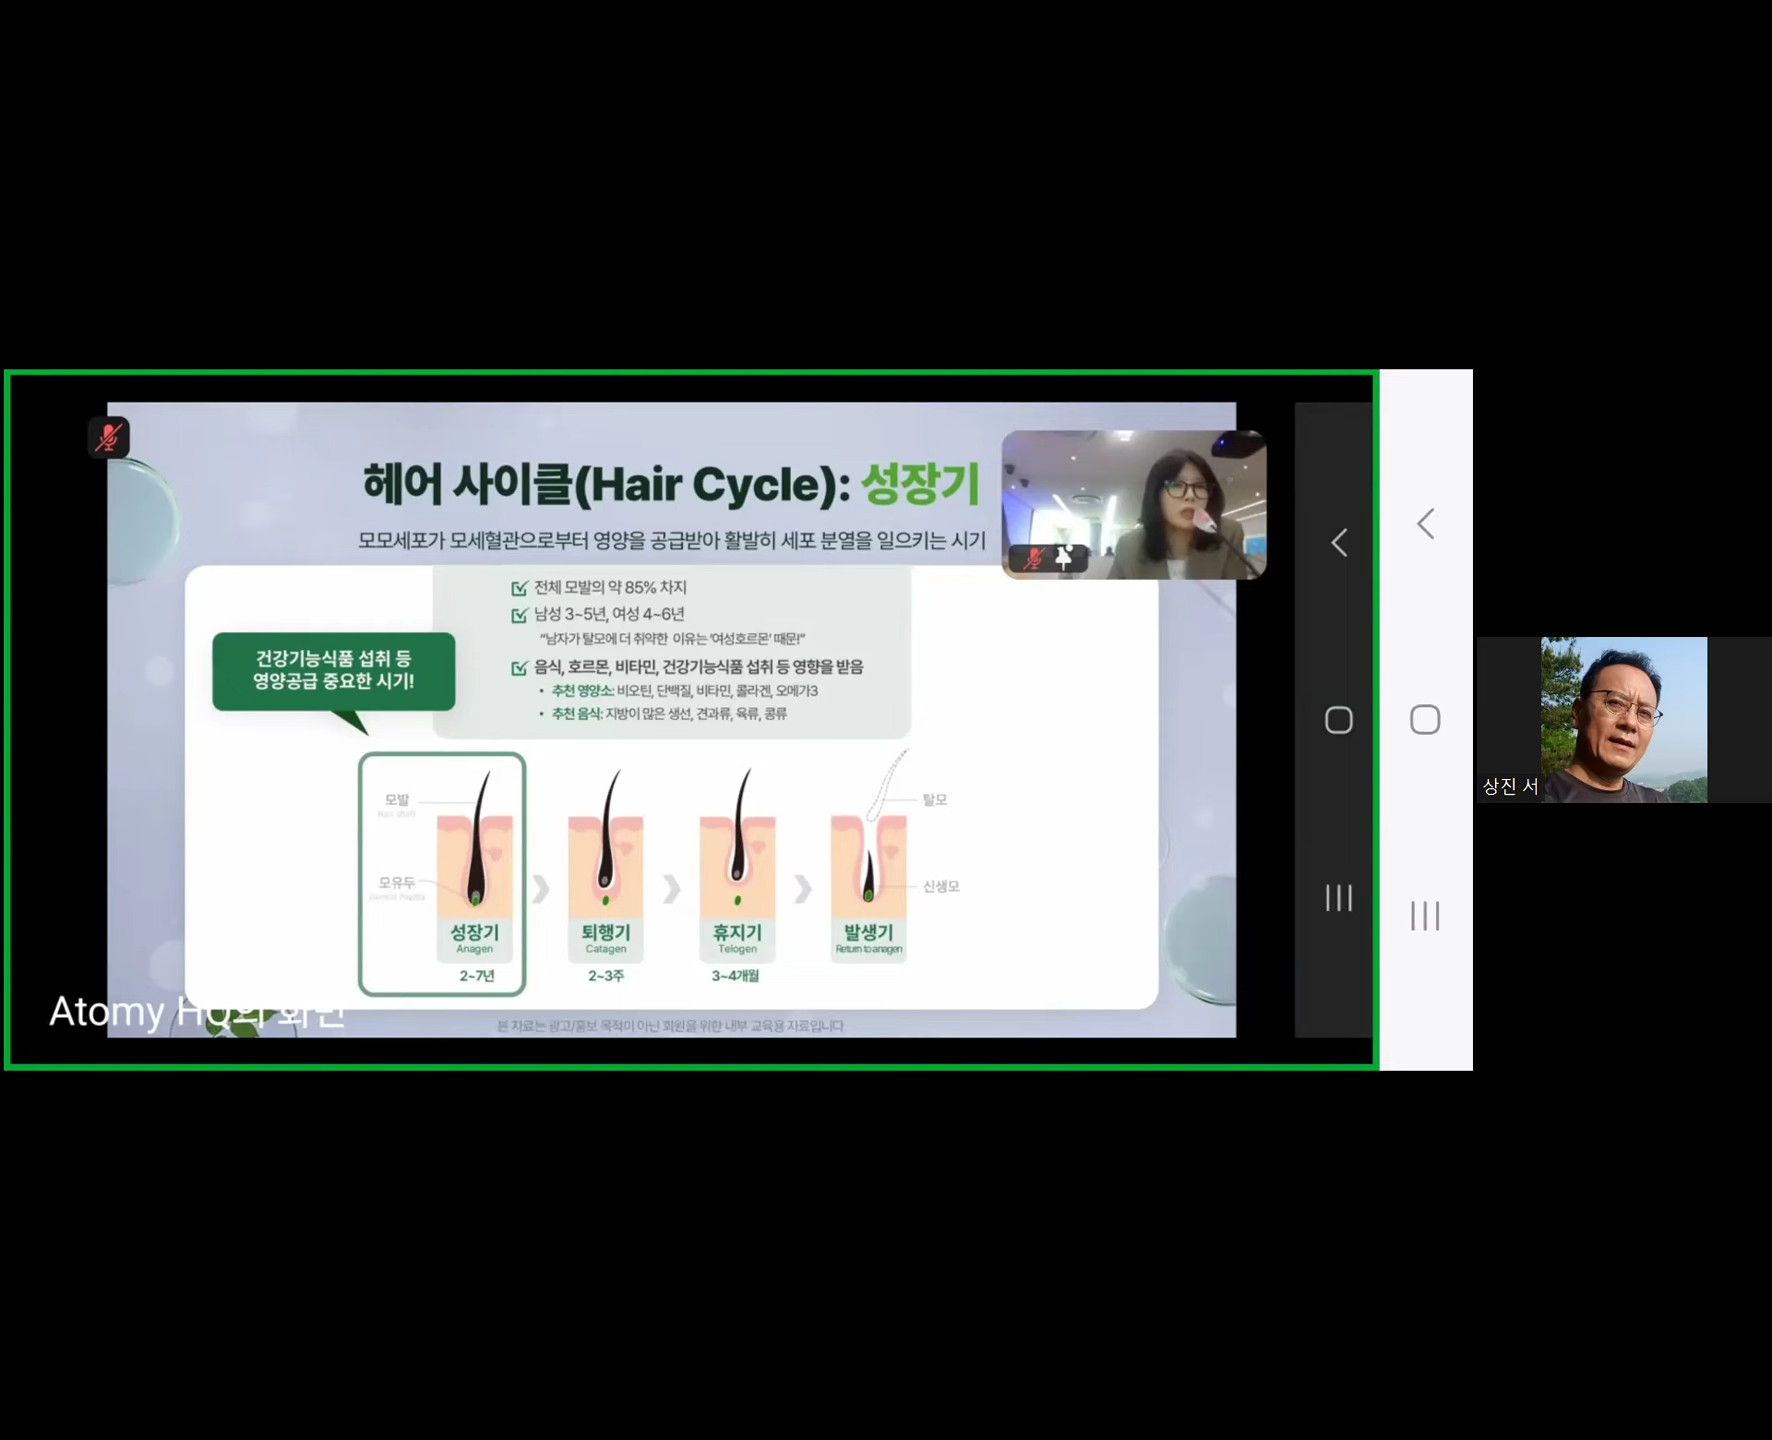 헤어 사이클(Hair Cycle): 성장기
모모세포가 모세혈관으로부터 영양을 공급받아 활발히 세포 분열을 일으키는 시기
전체 모발의 약 85% 차지
남성 3~5년, 여성 4~6년
“남자가 탈모에 더 취약한 이유는 ‘여성호르몬’ 때문!”
음식, 호르몬, 비타민, 건강기능식품 섭취 등 영향을 받음
• 추천 영양소: 비오틴, 단백질, 비타민, 콜라겐, 오메가3
• 추천 음식: 지방이 많은 생선, 견과류, 육류, 콩류
건강기능식품 섭취 등
영양공급 중요한 시기!
모발
Hair shaft
모유두
Dermal Papilla
탈모
신생모
성장기
Anagen
2~7년
퇴행기
Catagen
2~3주
휴지기
Telogen
3~4개월
발생기
Return to anagen
Atomy HQ의 화면
본 자료는 광고/홍보 목적이 아닌 회원을 위한 내부 교육용 자료입니다.
상진 서